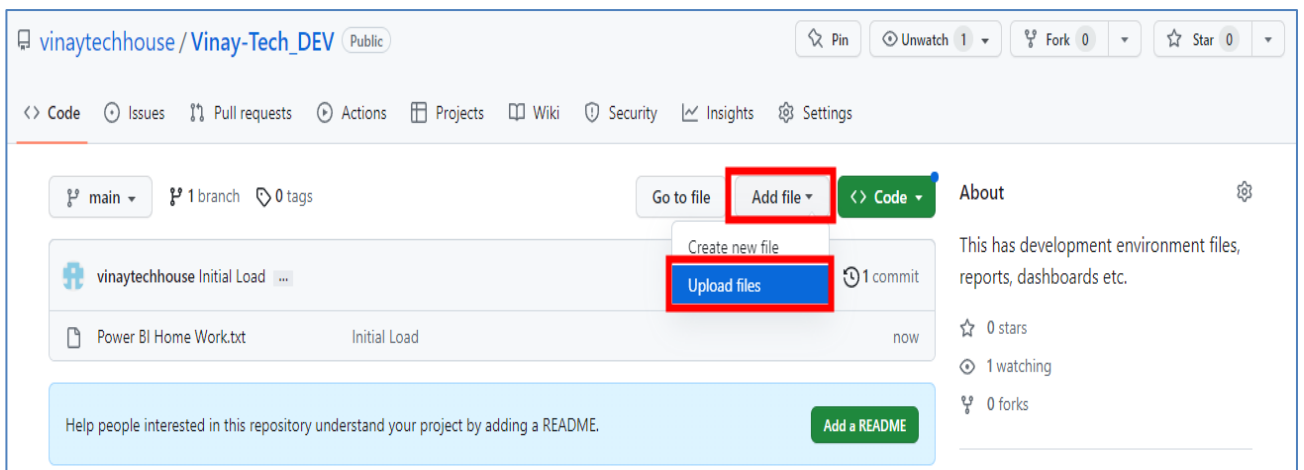 vinaytechhouse / Vinay-Tech_DEV Public
Pin
Unwatch 1
Fork 0
Star 0
<> Code
Issues
Pull requests
Actions
Projects
Wiki
Security
Insights
Settings
main
1 branch
0 tags
Go to file
Add file
<> Code
Create new file
Upload files
vinaytechhouse Initial Load ...
1 commit
Power BI Home Work.txt
Initial Load
now
Help people interested in this repository understand your project by adding a README.
Add a README
About
This has development environment files,
reports, dashboards etc.
0 stars
1 watching
0 forks